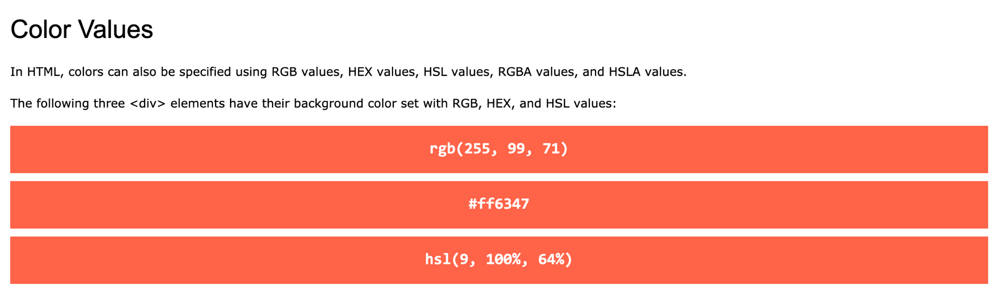 Color Values
In HTML, colors can also be specified using RGB values, HEX values, HSL values, RGBA values, and HSLA values.
The following three <div> elements have their background color set with RGB, HEX, and HSL values:
rgb(255, 99, 71)
#ff6347
hsl(9, 100%, 64%)